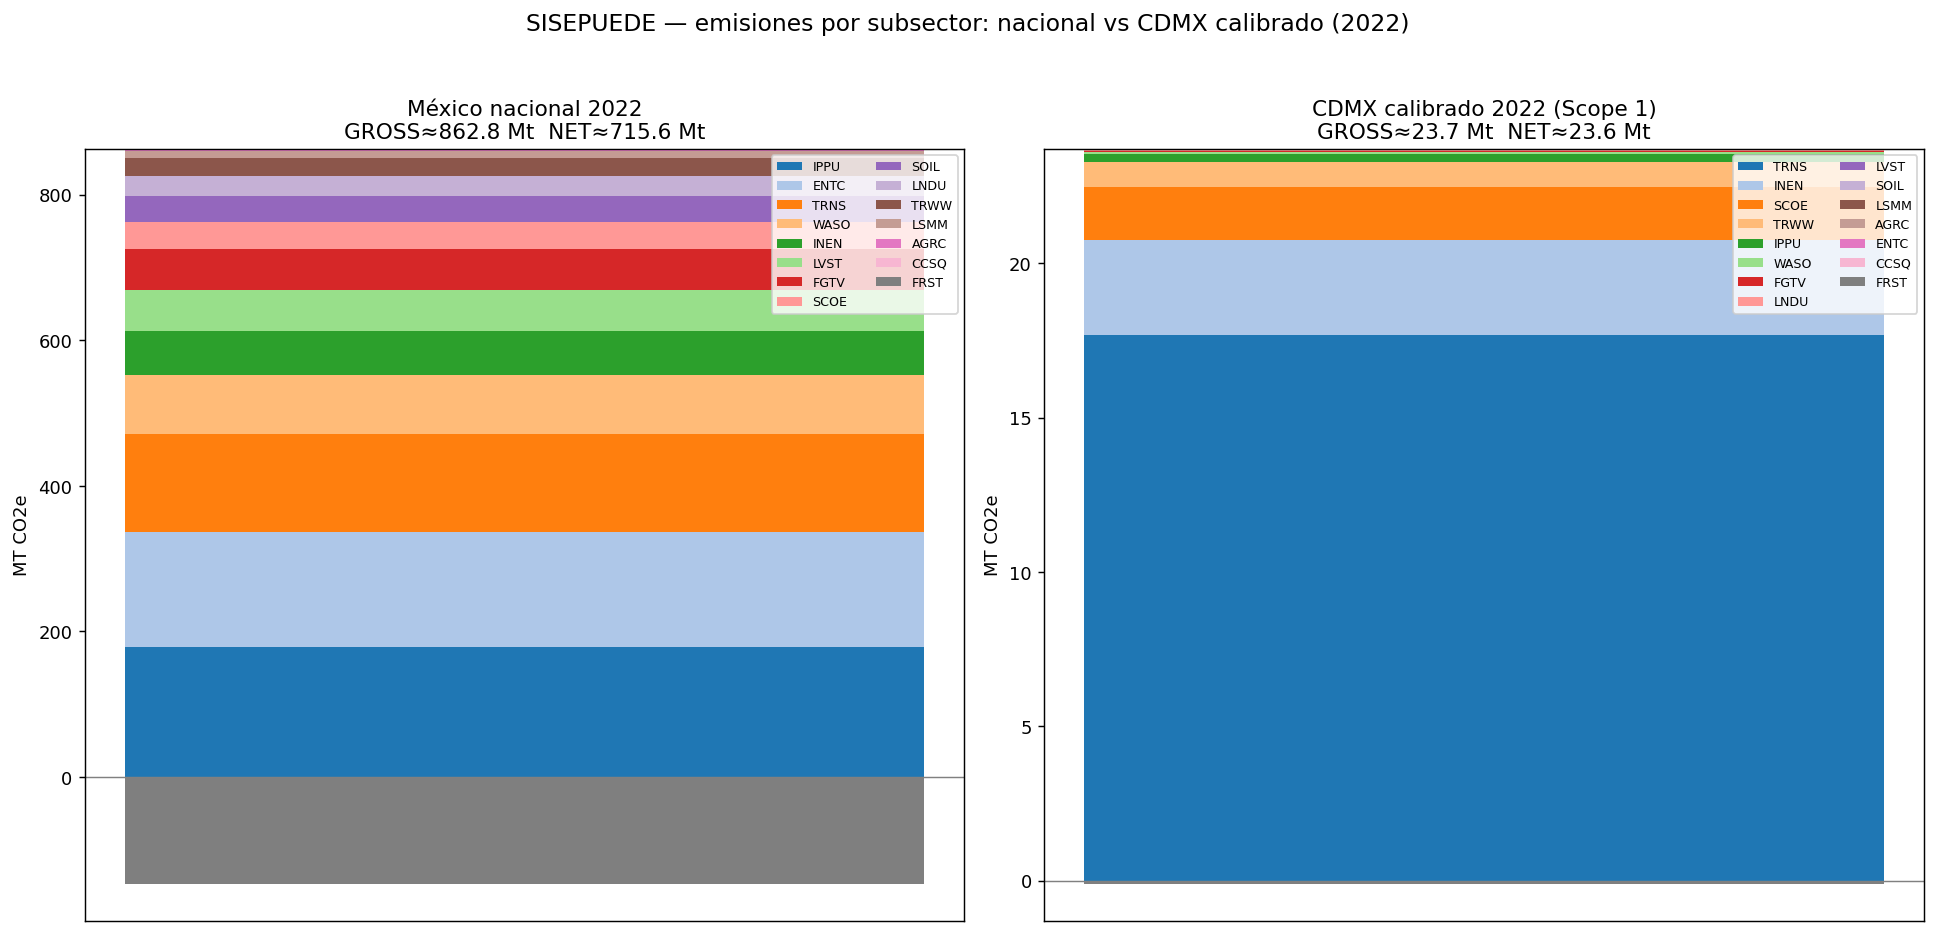 SISEPUEDE — emisiones por subsector: nacional vs CDMX calibrado (2022)
México nacional 2022
GROSS≈862.8 Mt  NET≈715.6 Mt
MT CO2e
800
600
400
200
0
IPPU
ENTC
TRNS
WASO
INEN
LVST
FGTV
SCOE
SOIL
LNDU
TRWW
LSMM
AGRC
CCSQ
FRST
CDMX calibrado 2022 (Scope 1)
GROSS≈23.7 Mt  NET≈23.6 Mt
MT CO2e
20
15
10
5
0
TRNS
INEN
SCOE
TRWW
IPPU
WASO
FGTV
LNDU
LVST
SOIL
LSMM
AGRC
ENTC
CCSQ
FRST